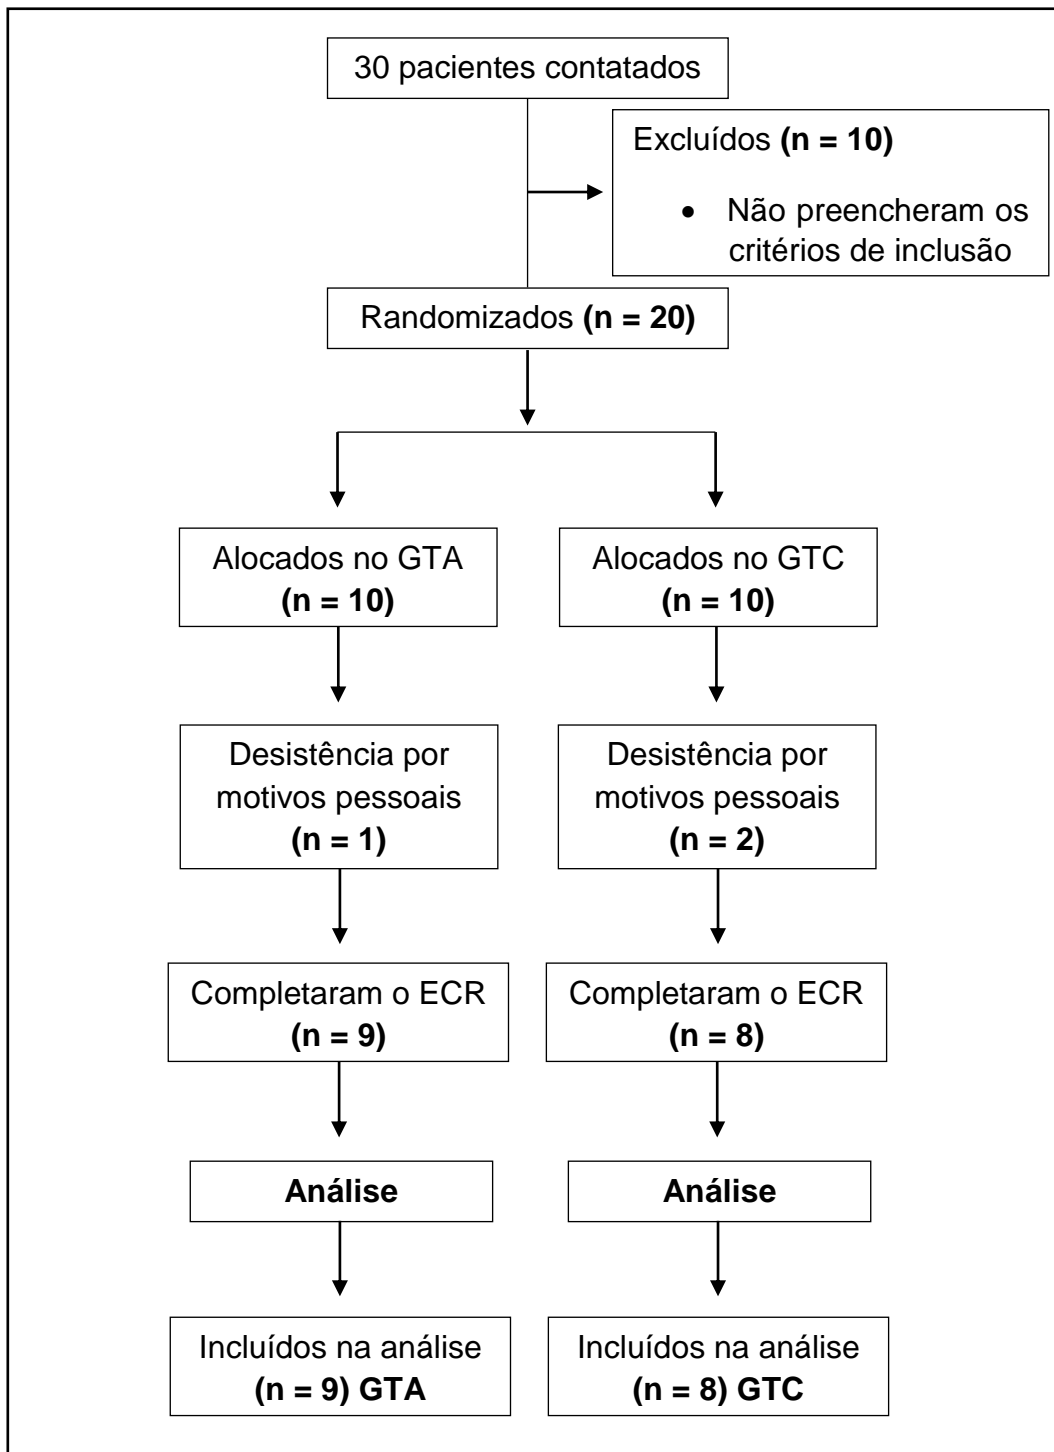 30 pacientes contatados
Excluídos (n = 10)
• Não preencheram os
critérios de inclusão
Randomizados (n = 20)
Alocados no GTA
(n = 10)
Alocados no GTC
(n = 10)
Desistência por
motivos pessoais
(n = 1)
Desistência por
motivos pessoais
(n = 2)
Completaram o ECR
(n = 9)
Completaram o ECR
(n = 8)
Análise
Análise
Incluídos na análise
(n = 9) GTA
Incluídos na análise
(n = 8) GTC